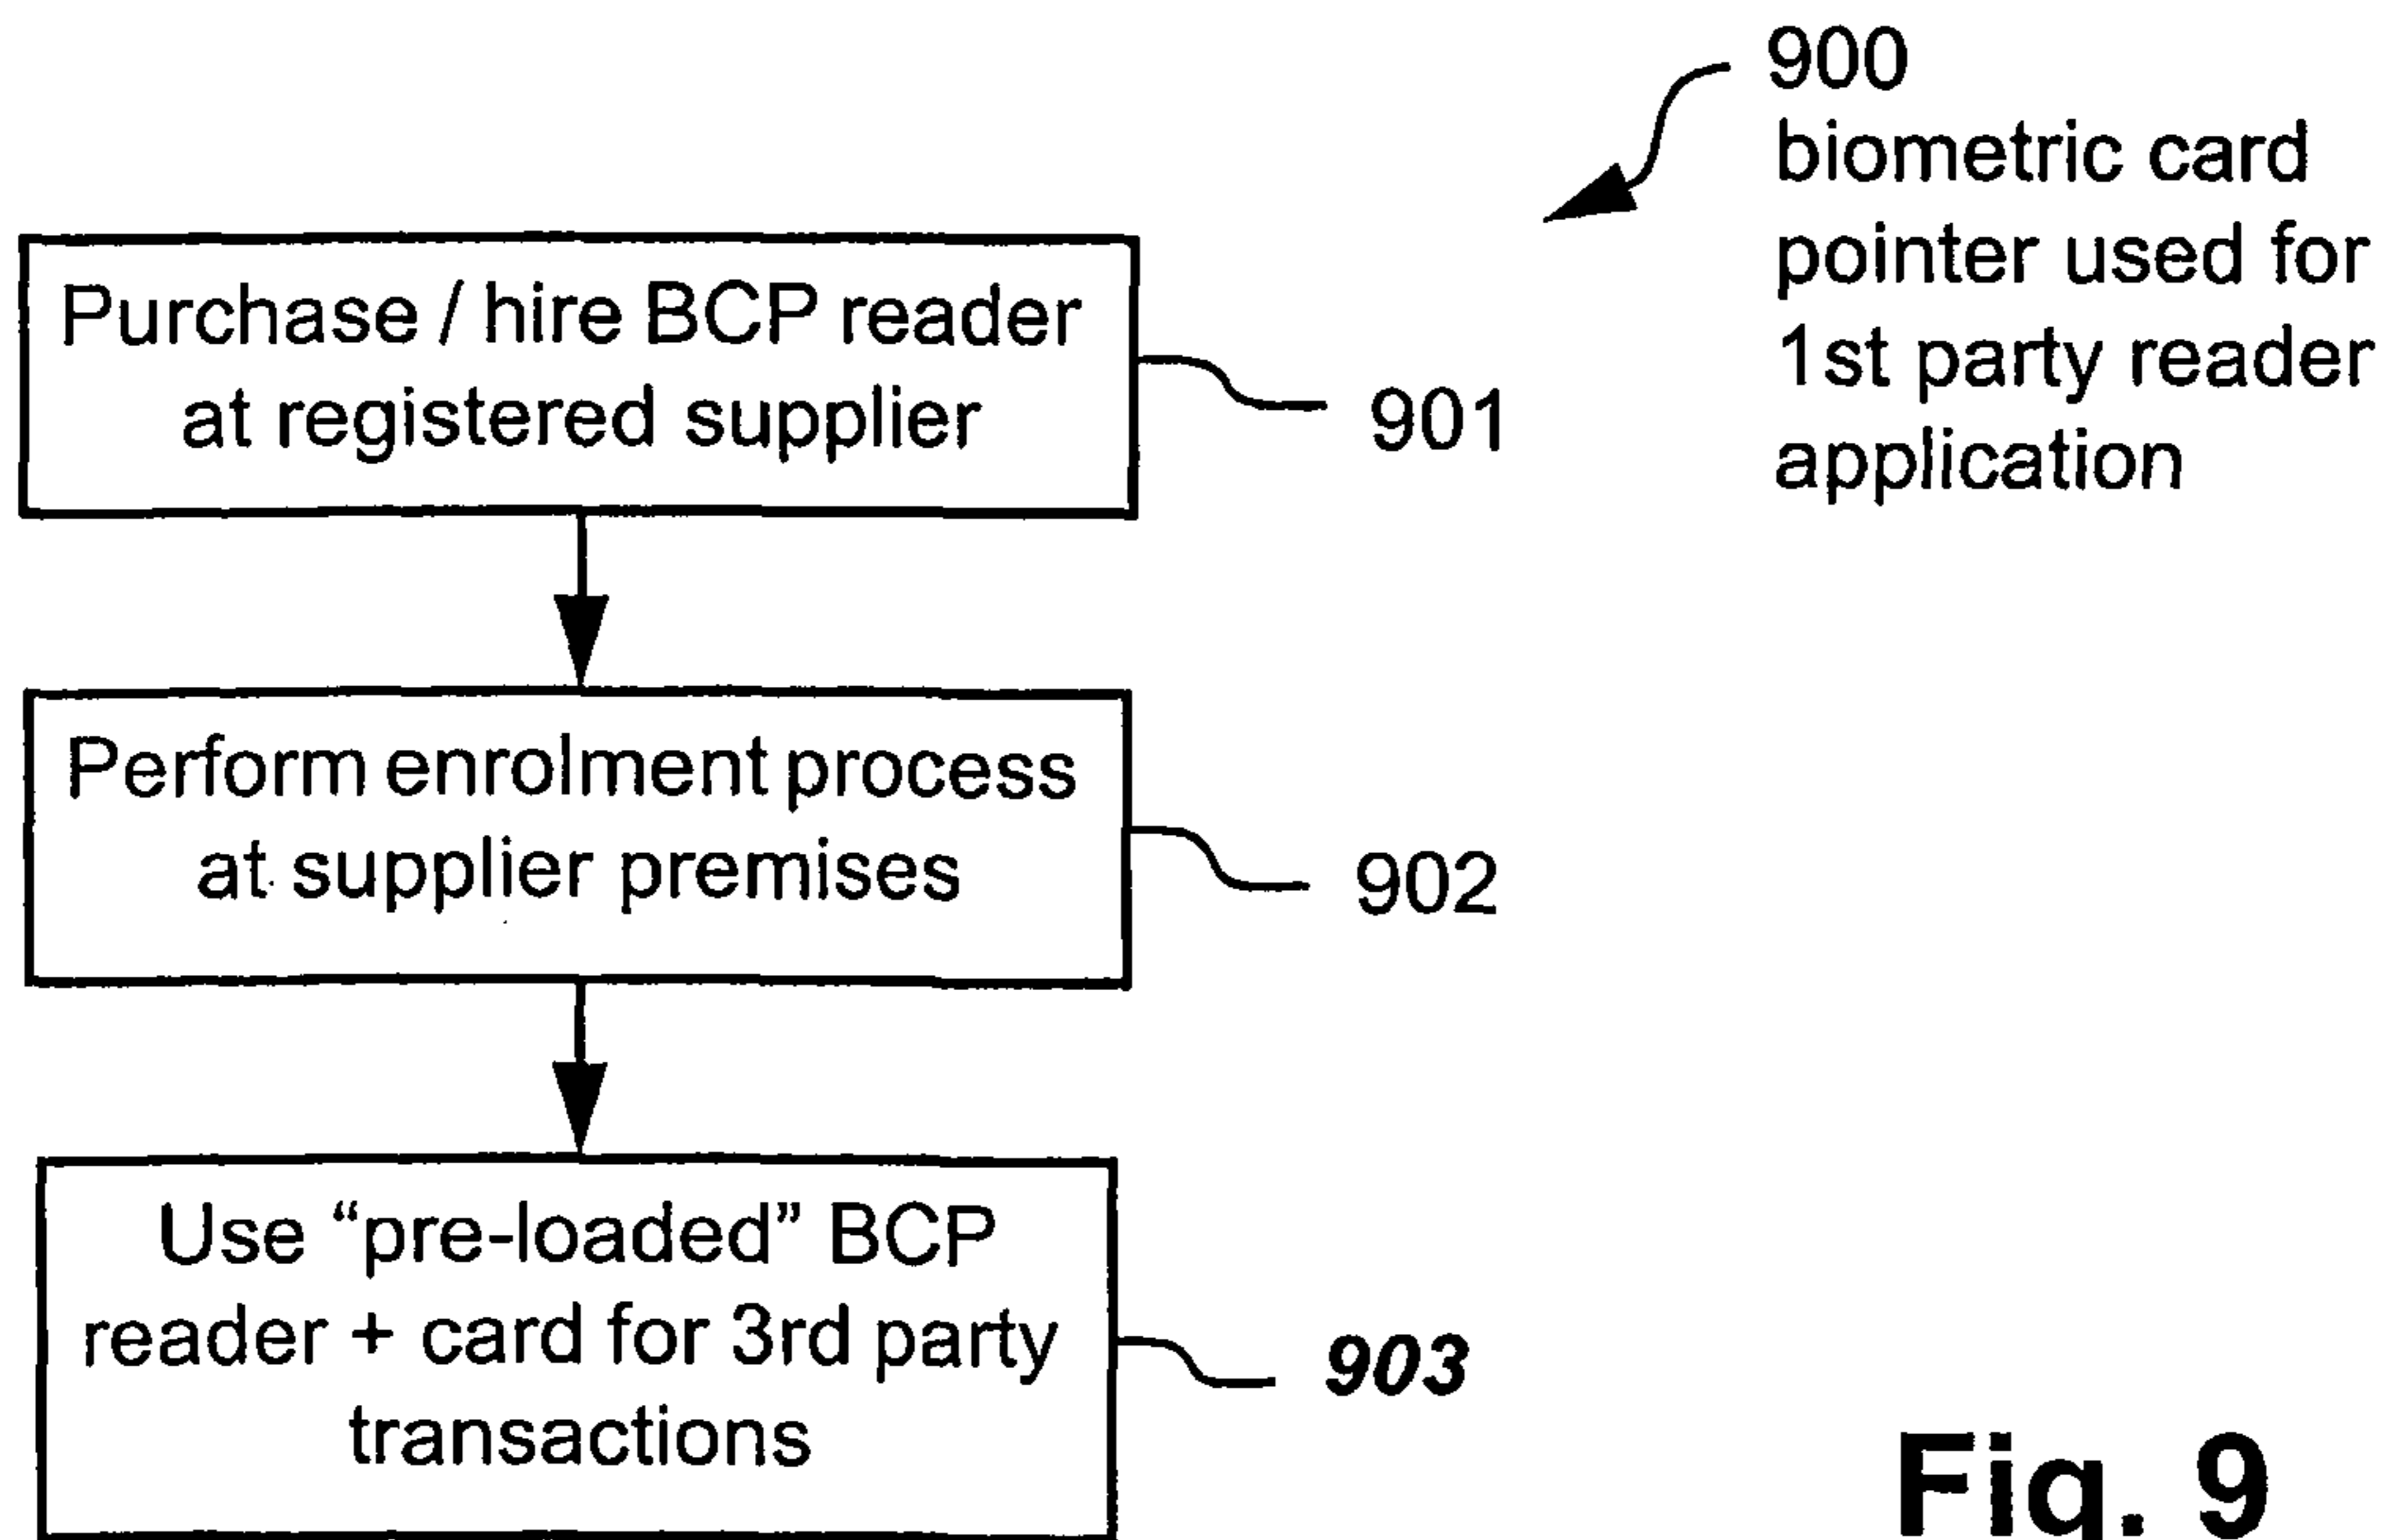 900
biometric card
pointer used for
1st party reader
application
Purchase / hire BCP reader
at registered supplier
901
Perform enrolment process
at supplier premises
902
Use “pre-loaded” BCP
reader + card for 3rd party
transactions
903
Fig. 9